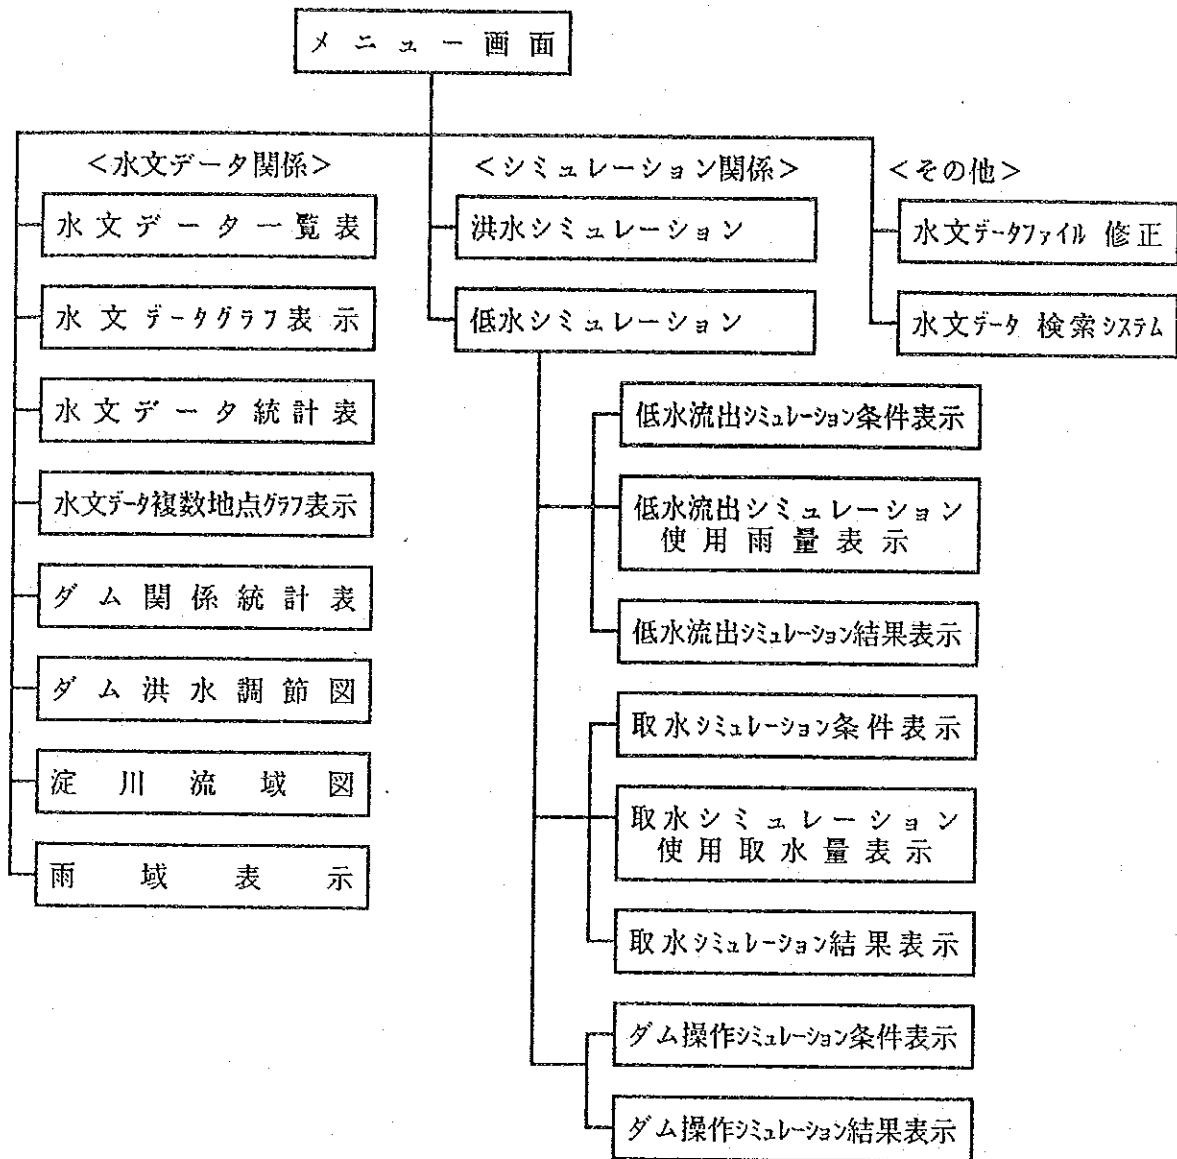 メニュー画面
<水文データ関係>
水文データ一覧表
水文データグラフ表示
水文データ統計表
水文データ複数地点グラフ表示
ダム関係統計表
ダム洪水調節図
淀川流域図
雨域表示
<シミュレーション関係>
洪水シミュレーション
低水シミュレーション
低水流出シミュレーション条件表示
低水流出シミュレーション
使用雨量表示
低水流出シミュレーション結果表示
取水シミュレーション条件表示
取水シミュレーション
使用取水量表示
取水シミュレーション結果表示
ダム操作シミュレーション条件表示
ダム操作シミュレーション結果表示
<その他>
水文データファイル 修正
水文データ 検索システム